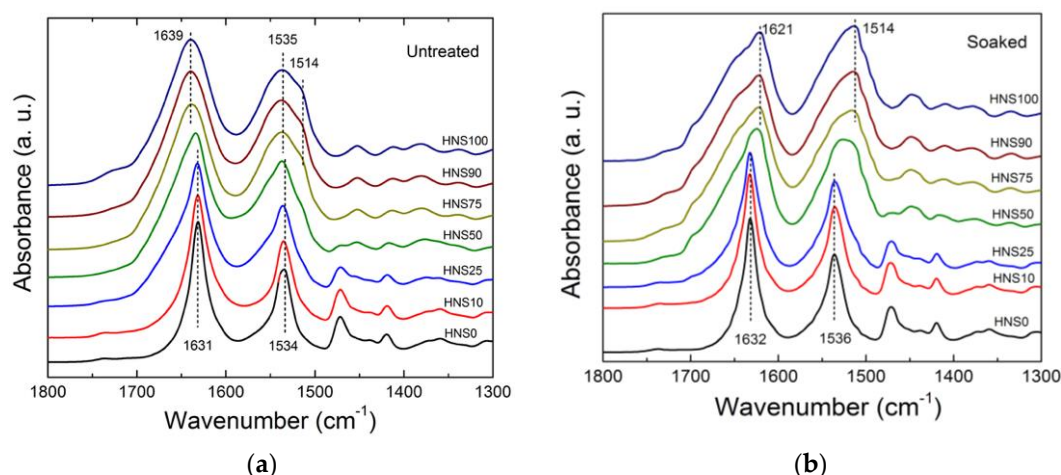 1639
1535
1514
Untreated
HNS100
HNS90
HNS75
HNS50
HNS25
HNS10
HNS0
1631
1534
Absorbance (a. u.)
1800 1700 1600 1500 1400 1300
Wavenumber (cm⁻¹)
(a)
1621
1514
Soaked
HNS100
HNS90
HNS75
HNS50
HNS25
HNS10
HNS0
1632
1536
Absorbance (a. u.)
1800 1700 1600 1500 1400 1300
Wavenumber (cm⁻¹)
(b)